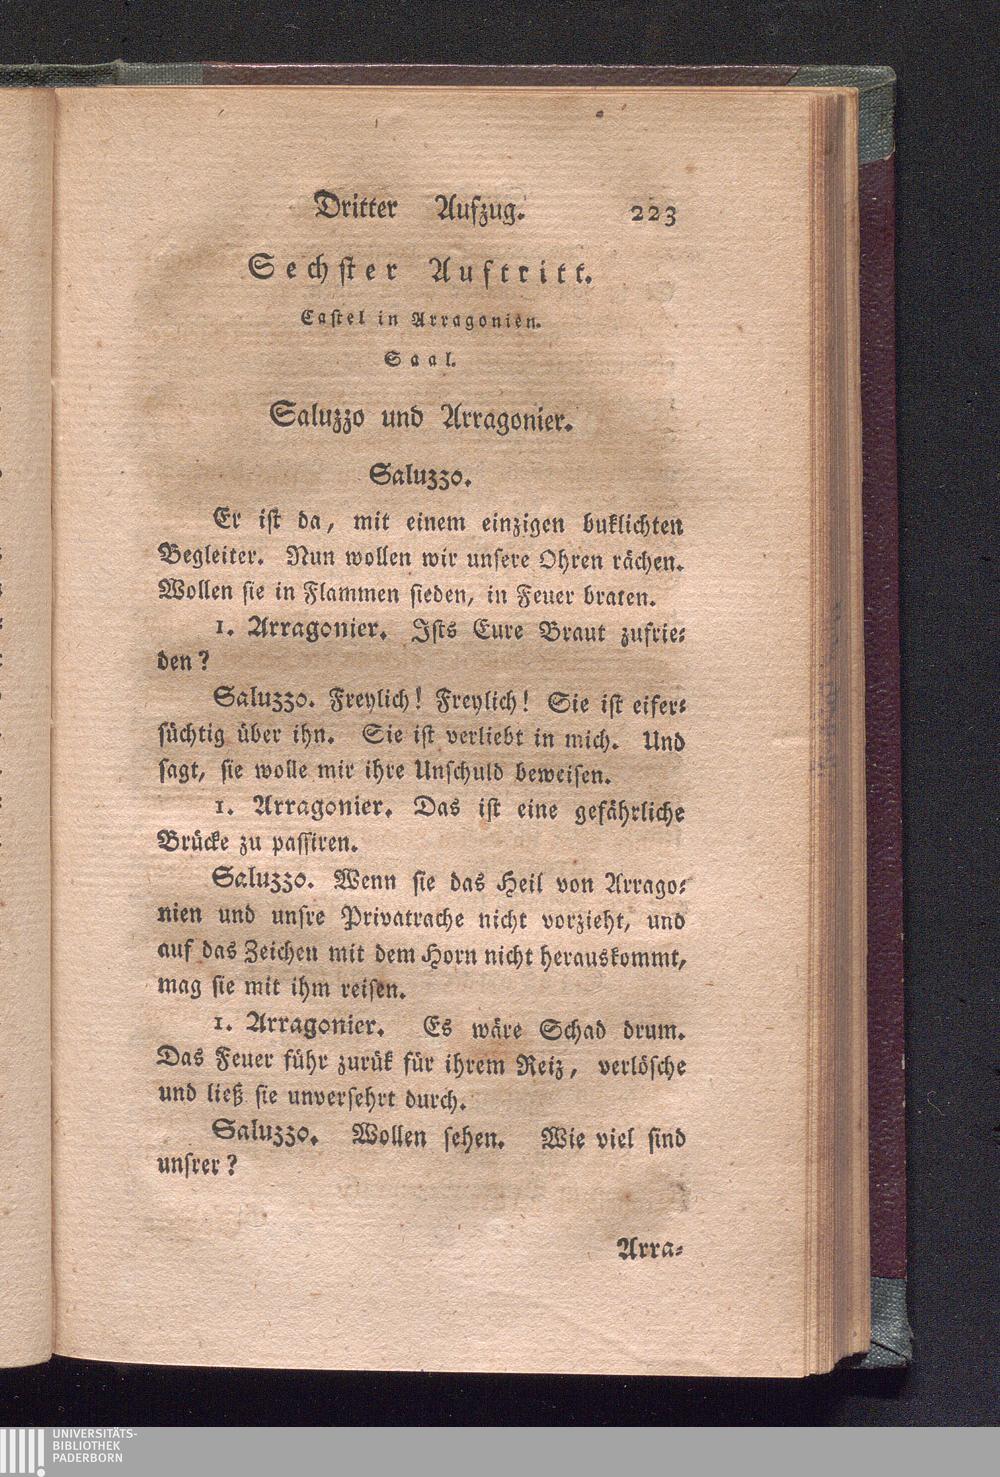 Dritter Aufzug. 223
Sechster Auftritt.
Castel in Arragonien.
Saal.
Saluzzo und Arragonier.
Saluzzo.
Er ist da, mit einem einzigen buklichten
Begleiter. Nun wollen wir unsere Ohren rächen.
Wollen sie in Flammen sieden, in Feuer braten.
1. Arragonier. Ists Eure Braut zufrie-
den?
Saluzzo. Freylich! Freylich! Sie ist eifer-
süchtig über ihn. Sie ist verliebt in mich. Und
sagt, sie wolle mir ihre Unschuld beweisen.
1. Arragonier. Das ist eine gefährliche
Brücke zu passiren.
Saluzzo. Wenn sie das Heil von Arrago-
nien und unsre Privatrache nicht vorzieht, und
auf das Zeichen mit dem Horn nicht herauskommt,
mag sie mit ihm reisen.
1. Arragonier. Es wäre Schad drum.
Das Feuer führ zurük für ihrem Reiz, verlösche
und ließ sie unversehrt durch.
Saluzzo. Wollen sehen. Wie viel sind
unsrer?
Arra-
UNIVERSITÄTS-
BIBLIOTHEK
PADERBORN